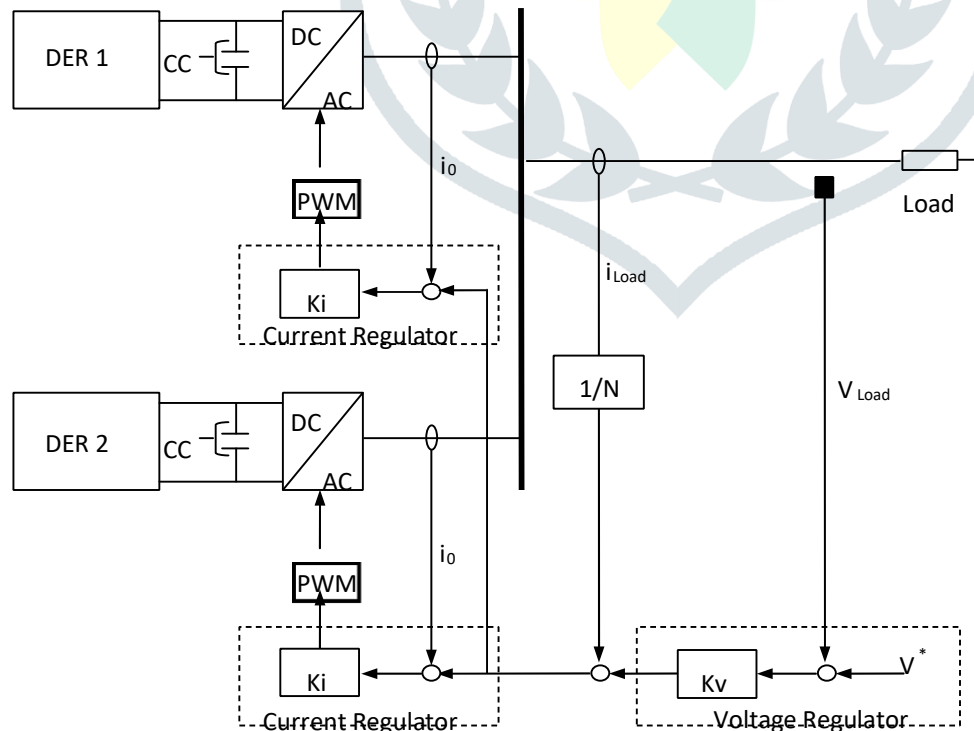 DER 1
CC
DC
AC
i0
PWM
Ki
Current Regulator
Load
iLoad
1/N
V Load
DER 2
CC
DC
AC
i0
PWM
Ki
Current Regulator
Kv
V*
Voltage Regulator